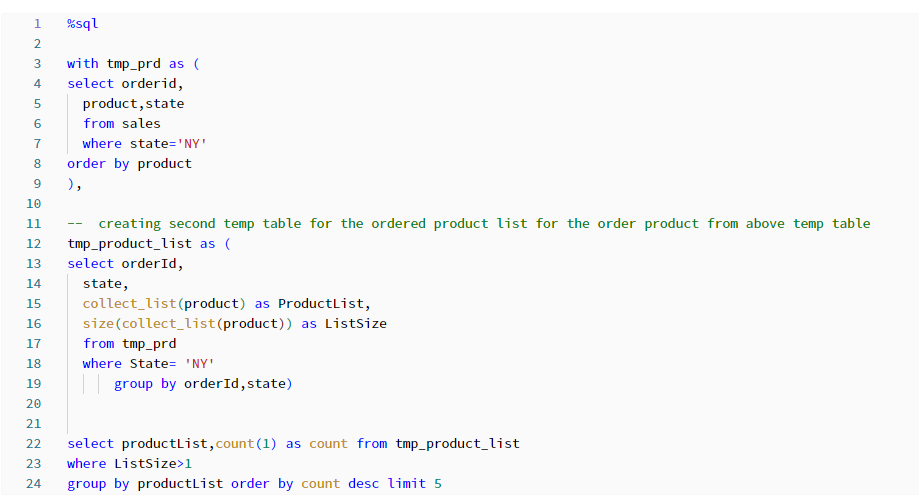 1 %sql
2
3 with tmp_prd as (
4 select orderid,
5 product,state
6 from sales
7 where state='NY'
8 order by product
9 ),
10
11 --  creating second temp table for the ordered product list for the order product from above temp table
12 tmp_product_list as (
13 select orderId,
14 state,
15 collect_list(product) as ProductList,
16 size(collect_list(product)) as ListSize
17 from tmp_prd
18 where State= 'NY'
19 group by orderId,state)
20
21
22 select productList,count(1) as count from tmp_product_list
23 where ListSize>1
24 group by productList order by count desc limit 5